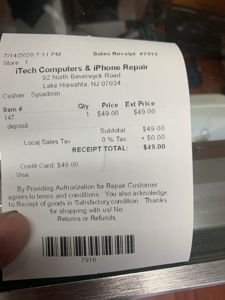 7/14/2020 7:11 PM Sales Receipt #7918
Store: 1
iTech Computers & iPhone Repair
92 North Beverwyck Road
Lake Hiawatha, NJ 07034
Cashier: Sysadmin
Item # Qty Price Ext Price
147 1 $49.00 $49.00
deposit
Subtotal: $49.00
Local Sales Tax 0 % Tax: + $0.00
RECEIPT TOTAL: $49.00
Credit Card: $49.00
Visa
By Providing Authorization for Repair Customer
agrees to terms and conditions. You also acknowledge
to Reciept of goods in Satisfactory condition. Thanks
for shopping with us! No
Returns or Refunds.
7918